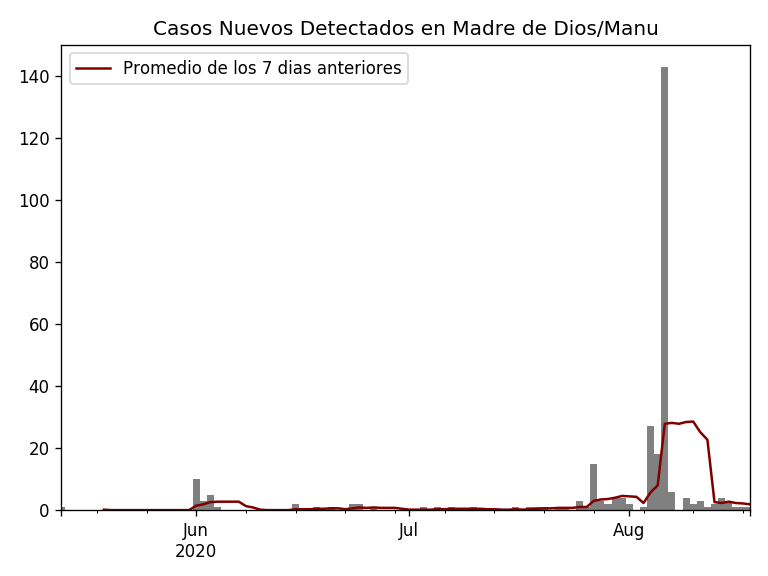 Casos Nuevos Detectados en Madre de Dios/Manu
Promedio de los 7 dias anteriores
140
120
100
80
60
40
20
0
Jun
2020
Jul
Aug